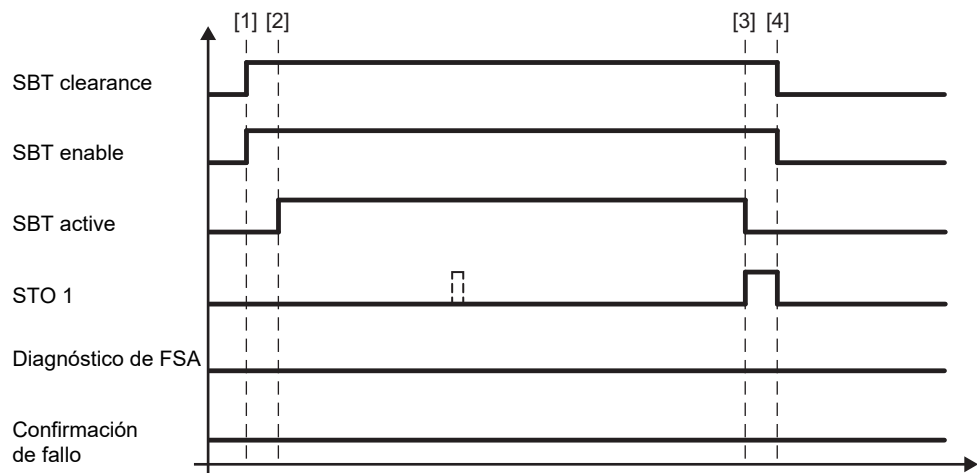 [1] [2] [3] [4]
SBT clearance
SBT enable
SBT active
STO 1
Diagnóstico de FSA
Confirmación
de fallo